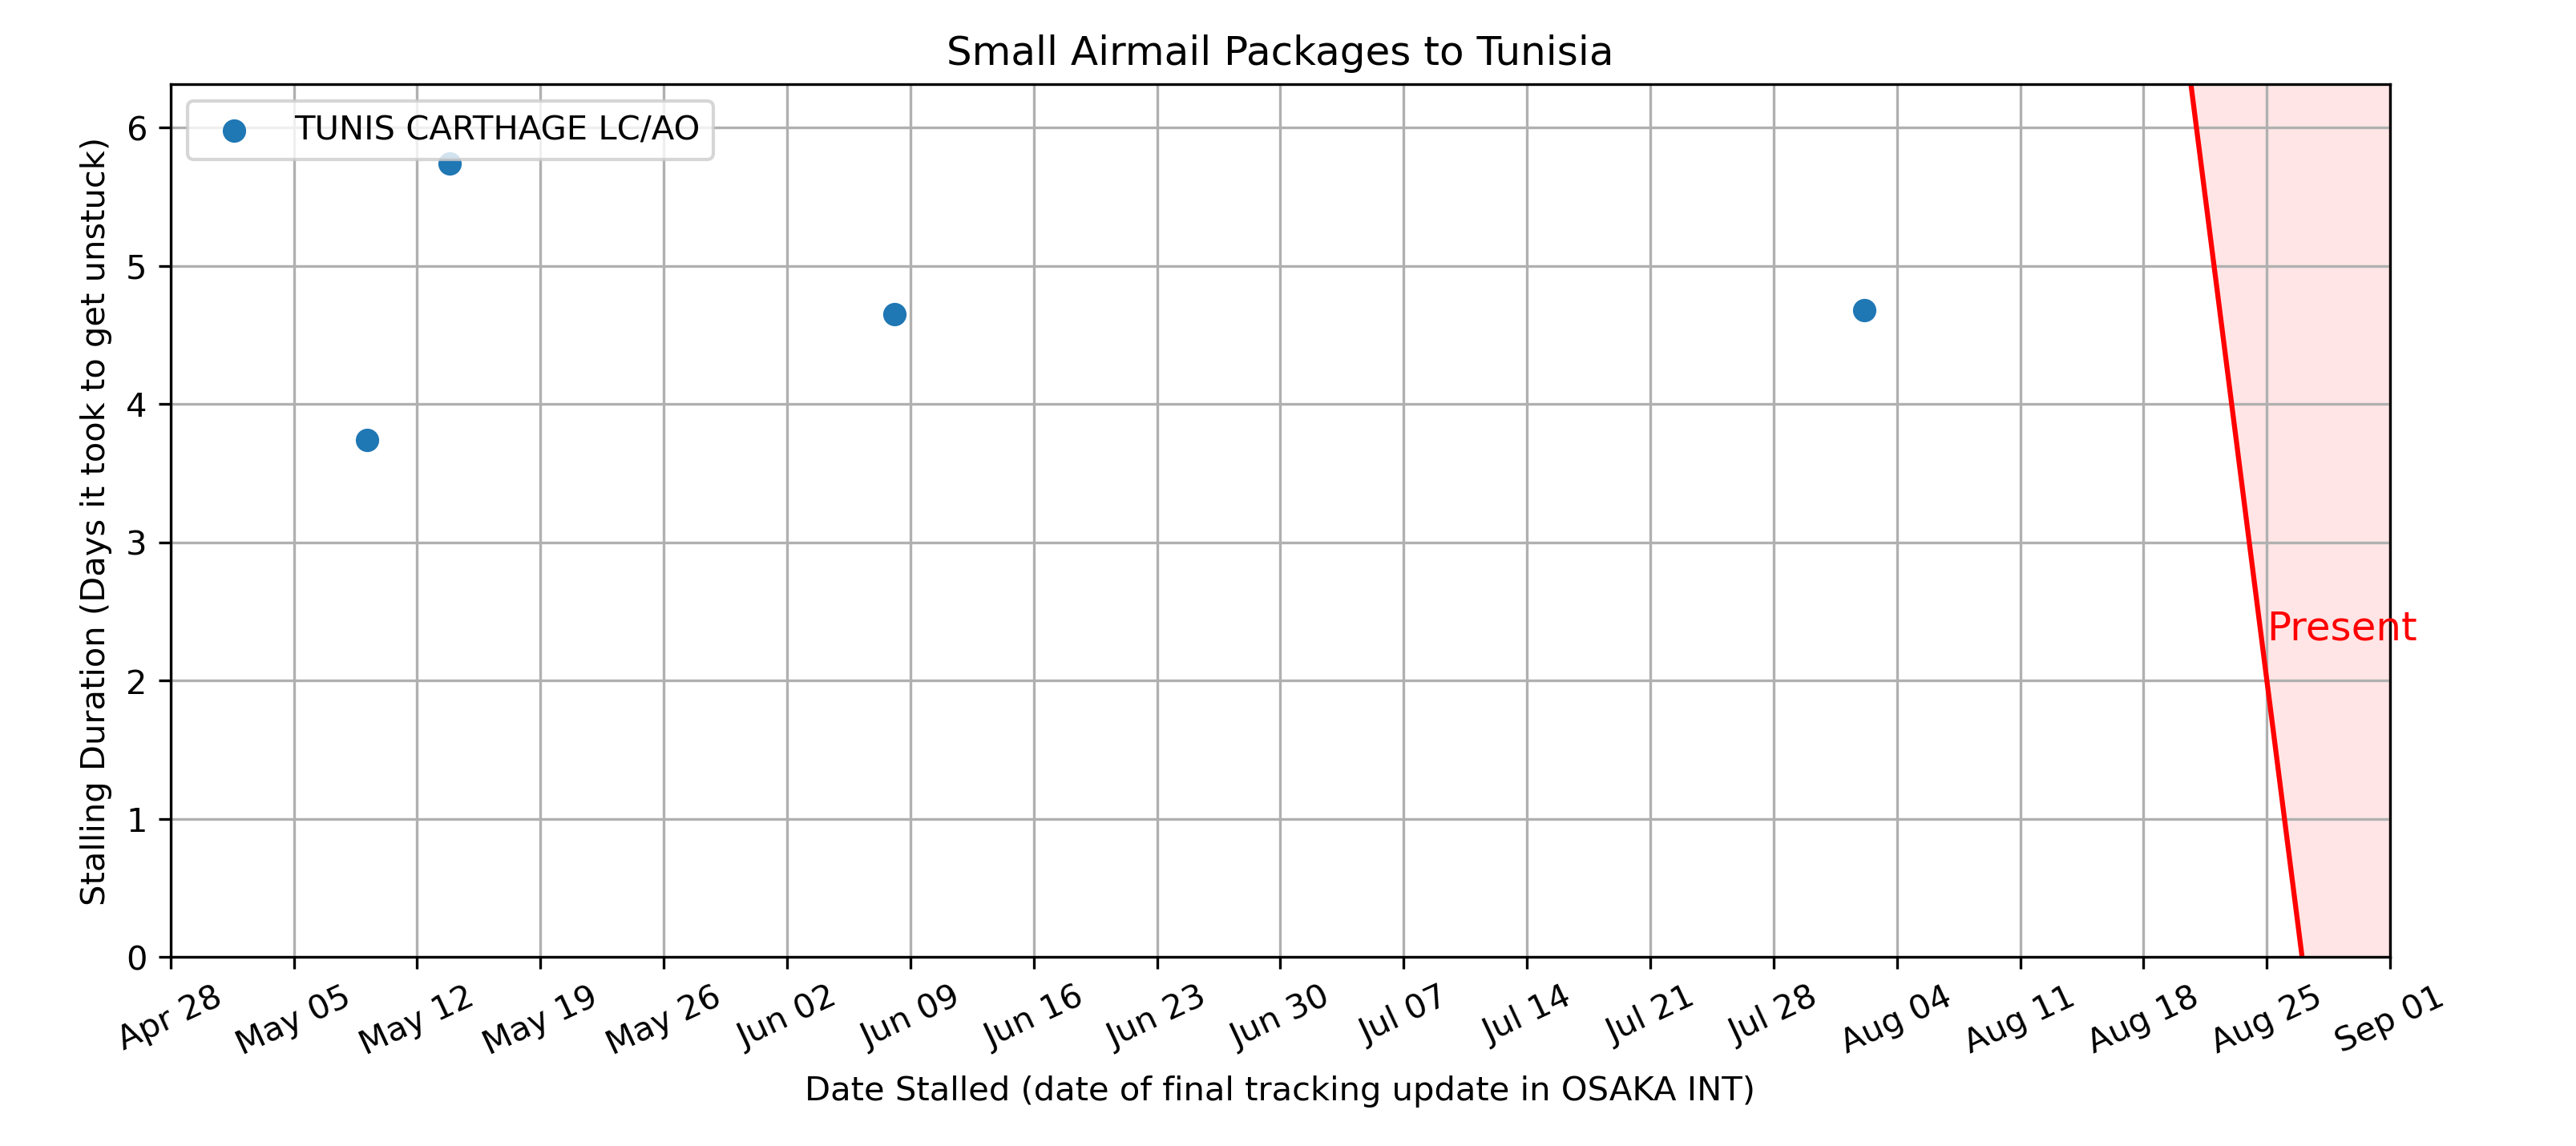 Small Airmail Packages to Tunisia
TUNIS CARTHAGE LC/AO
Stalling Duration (Days it took to get unstuck)
6
5
4
3
2
1
0
Present
Apr 28 May 05 May 12 May 19 May 26 Jun 02 Jun 09 Jun 16 Jun 23 Jun 30 Jul 07 Jul 14 Jul 21 Jul 28 Aug 04 Aug 11 Aug 18 Aug 25 Sep 01
Date Stalled (date of final tracking update in OSAKA INT)